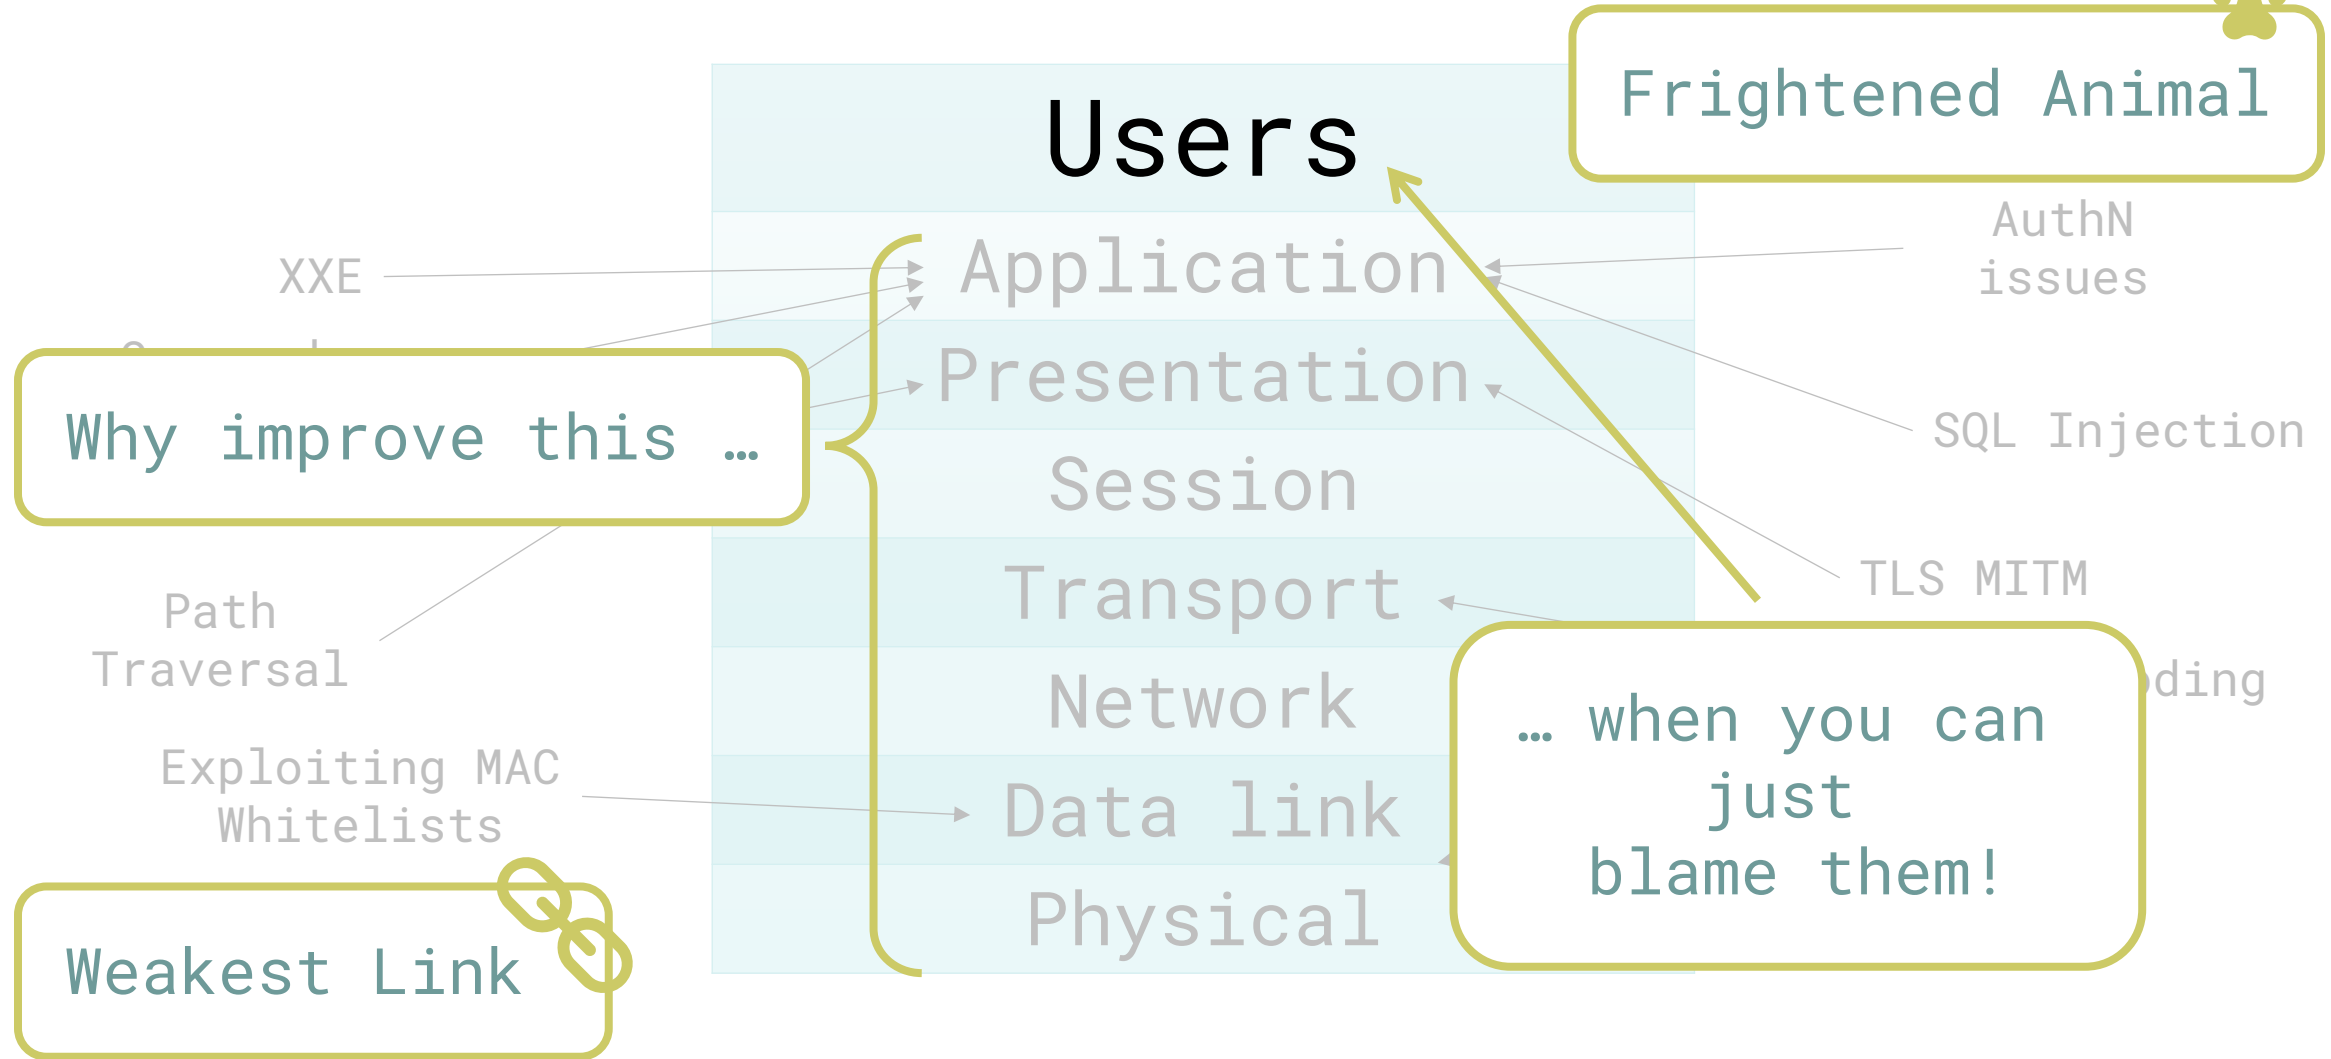 Users
Frightened Animal
Application
AuthN
issues
XXE
Presentation
Why improve this …
SQL Injection
Session
Transport
TLS MITM
Path
Traversal
Network
… when you can
just
blame them!
Exploiting MAC
Whitelists
Data link
Physical
Weakest Link